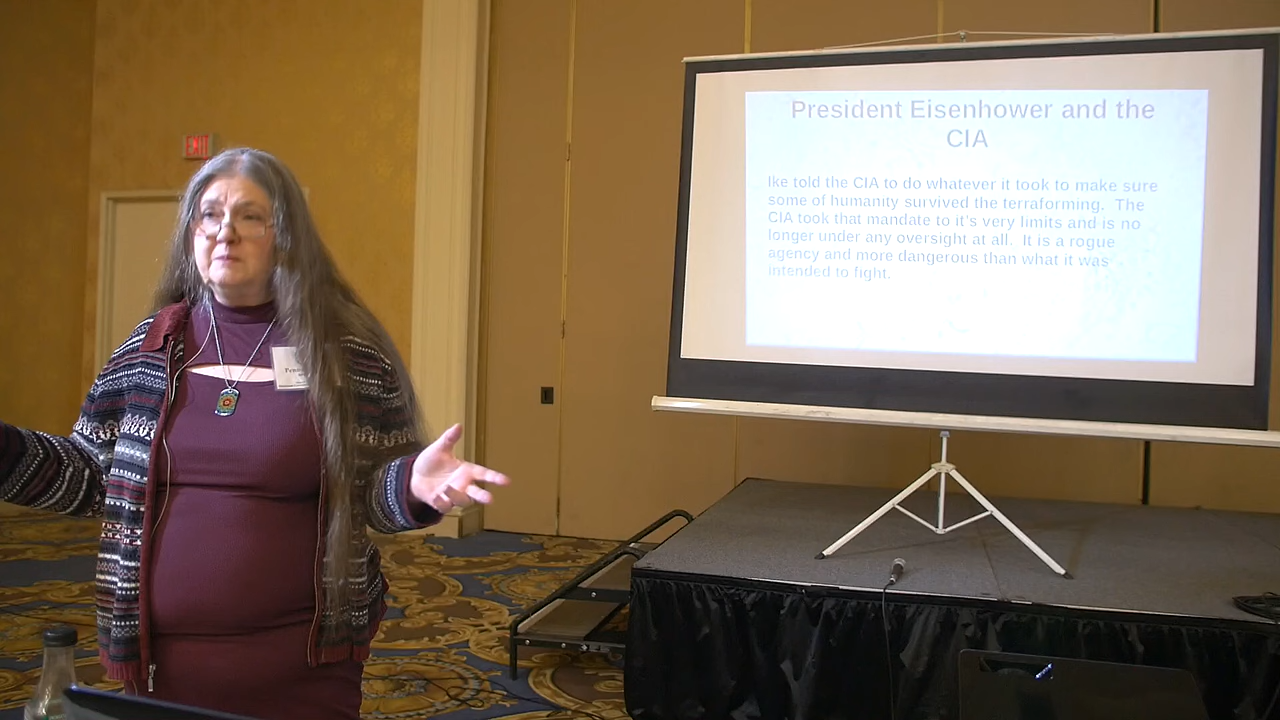 EXIT
President Eisenhower and the
CIA
Ike told the CIA to do whatever it took to make sure
some of humanity survived the terraforming. The
CIA took that mandate to it's very limits and is no
longer under any oversight at all. It is a rogue
agency and more dangerous than what it was
intended to fight.